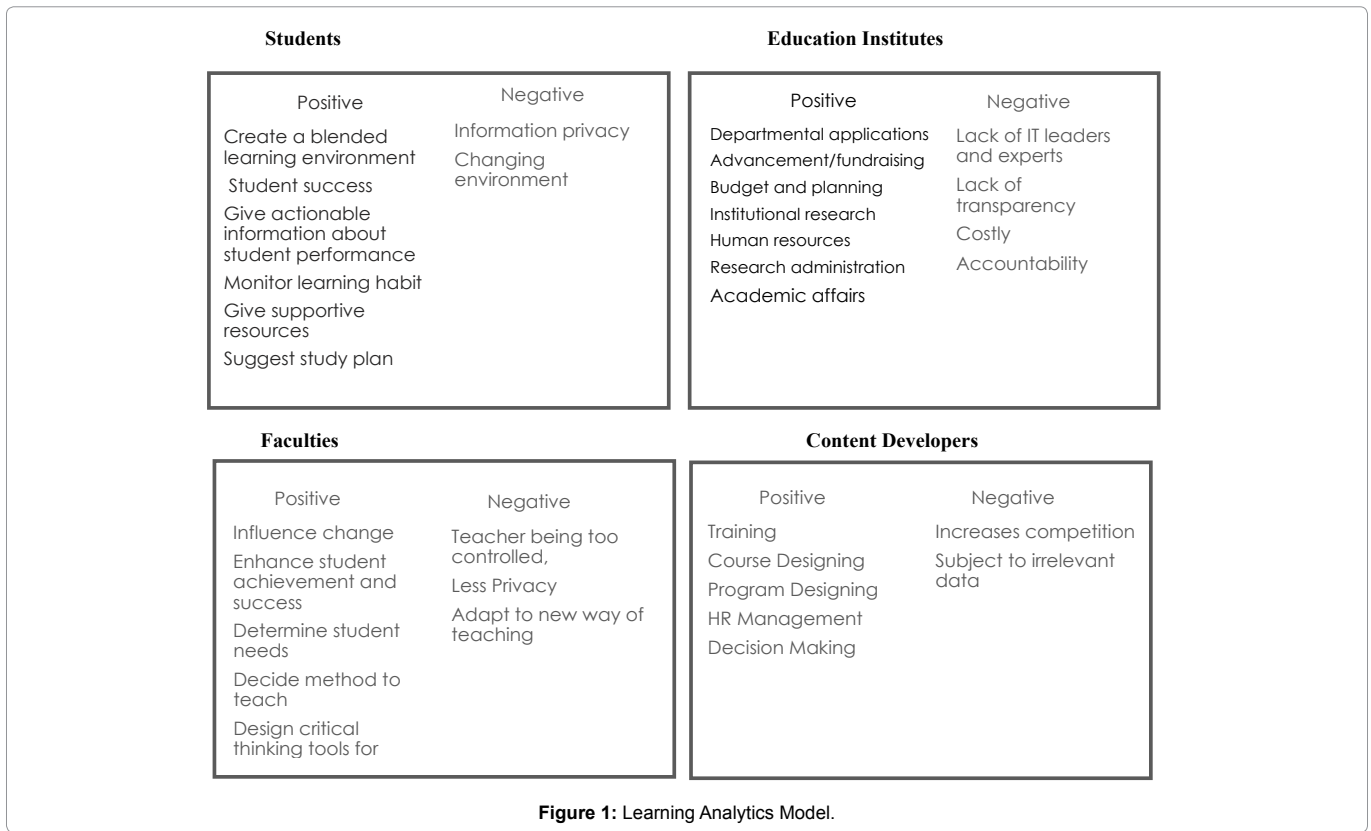 Students
Positive
Create a blended
learning environment
Student success
Give actionable
information about
student performance
Monitor learning habit
Give supportive
resources
Suggest study plan
Negative
Information privacy
Changing
environment
Education Institutes
Positive
Departmental applications
Advancement/fundraising
Budget and planning
Institutional research
Human resources
Research administration
Academic affairs
Negative
Lack of IT leaders
and experts
Lack of
transparency
Costly
Accountability
Faculties
Positive
Influence change
Enhance student
achievement and
success
Determine student
needs
Decide method to
teach
Design critical
thinking tools for
Negative
Teacher being too
controlled,
Less Privacy
Adapt to new way of
teaching
Content Developers
Positive
Training
Course Designing
Program Designing
HR Management
Decision Making
Negative
Increases competition
Subject to irrelevant
data
Figure 1: Learning Analytics Model.